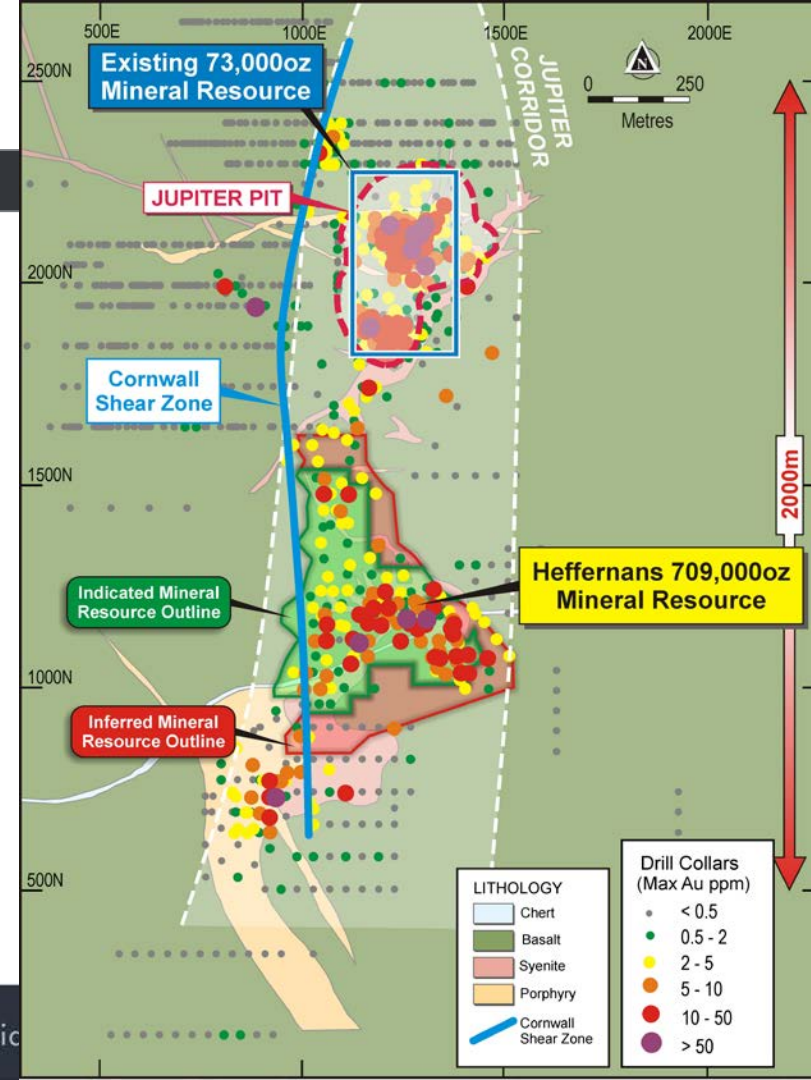 500E
1000E
1500E
2000E
2500N
2000N
1500N
1000N
500N
Existing 73,000oz
Mineral Resource
JUPITER
CORRIDOR
N
0 250
Metres
JUPITER PIT
Cornwall
Shear Zone
2000m
Heffernans 709,000oz
Mineral Resource
Indicated Mineral
Resource Outline
Inferred Mineral
Resource Outline
LITHOLOGY
Chert
Basalt
Syenite
Porphyry
Cornwall
Shear Zone
Drill Collars
(Max Au ppm)
< 0.5
0.5 - 2
2 - 5
5 - 10
10 - 50
> 50